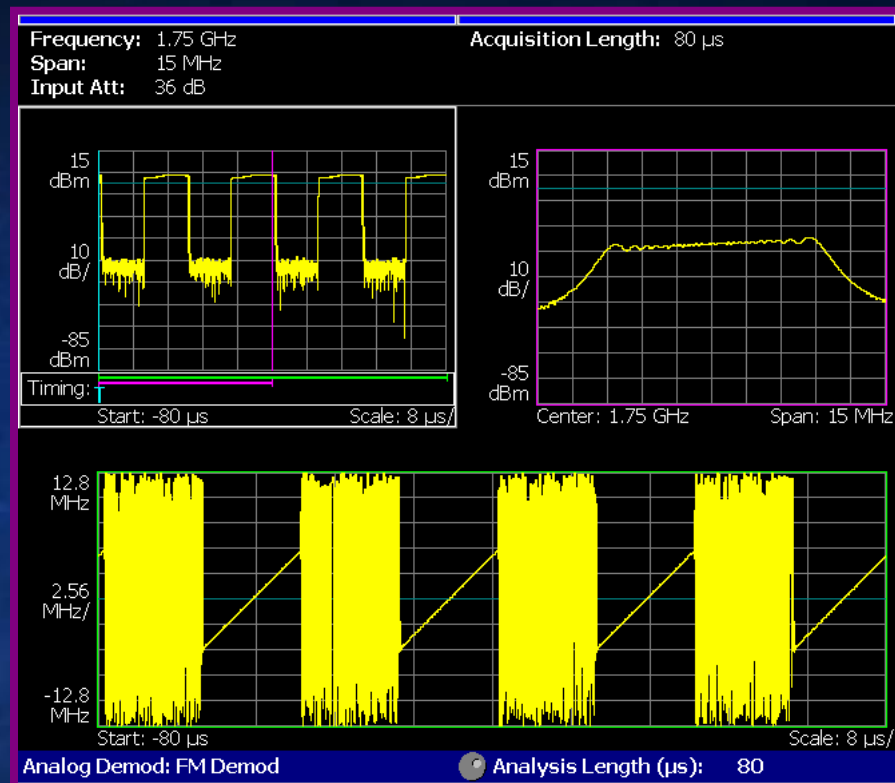 Frequency: 1.75 GHz
Acquisition Length: 80 µs
Span: 15 MHz
Input Att: 36 dB
15
dBm
10
dB/
-85
dBm
Timing:
T
Start: -80 µs
Scale: 8 µs/
15
dBm
10
dB/
-85
dBm
Center: 1.75 GHz
Span: 15 MHz
12.8
MHz
2.56
MHz/
-12.8
MHz
Start: -80 µs
Scale: 8 µs/
Analog Demod: FM Demod
Analysis Length (µs): 80